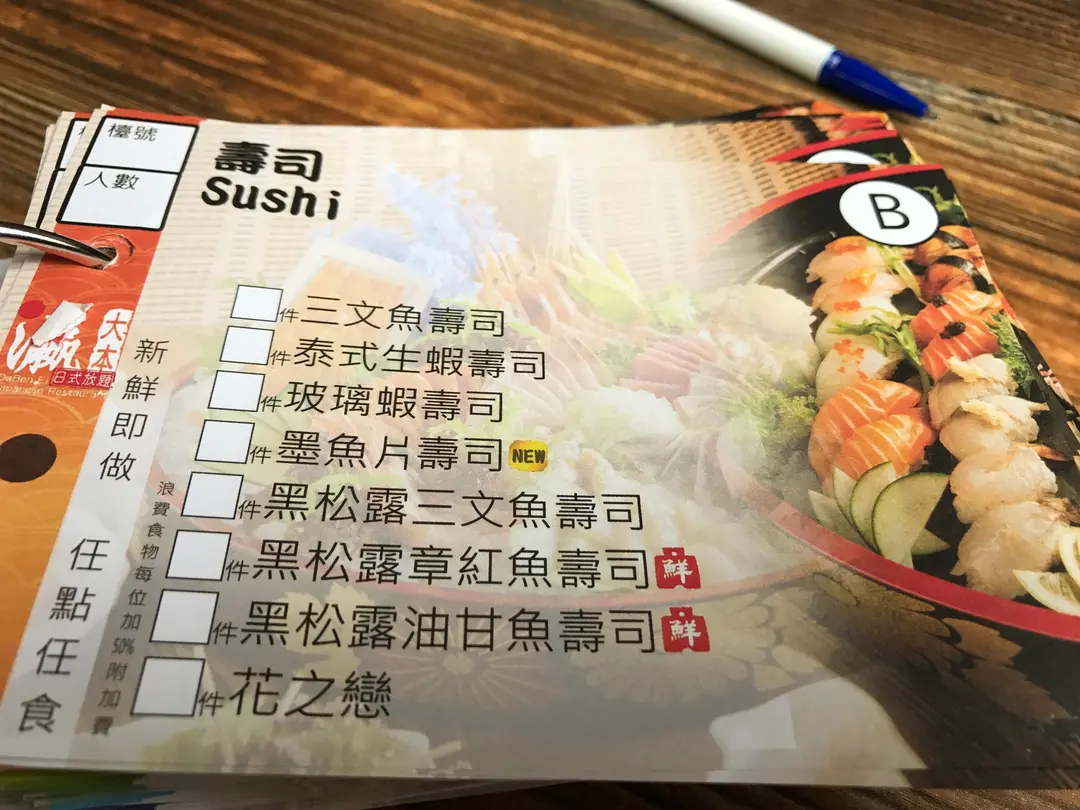 檯號
人數
壽司
Sushi
B
件三文魚壽司
件泰式生蝦壽司
件玻璃蝦壽司
件墨魚片壽司 NEW
件黑松露三文魚壽司
件黑松露章紅魚壽司 鮮
件黑松露油甘魚壽司 鮮
件花之戀
新鮮即做
任點任食
浪費食物每位加50%附加費
大本
瀛
日式放題
Japanese Restaurant